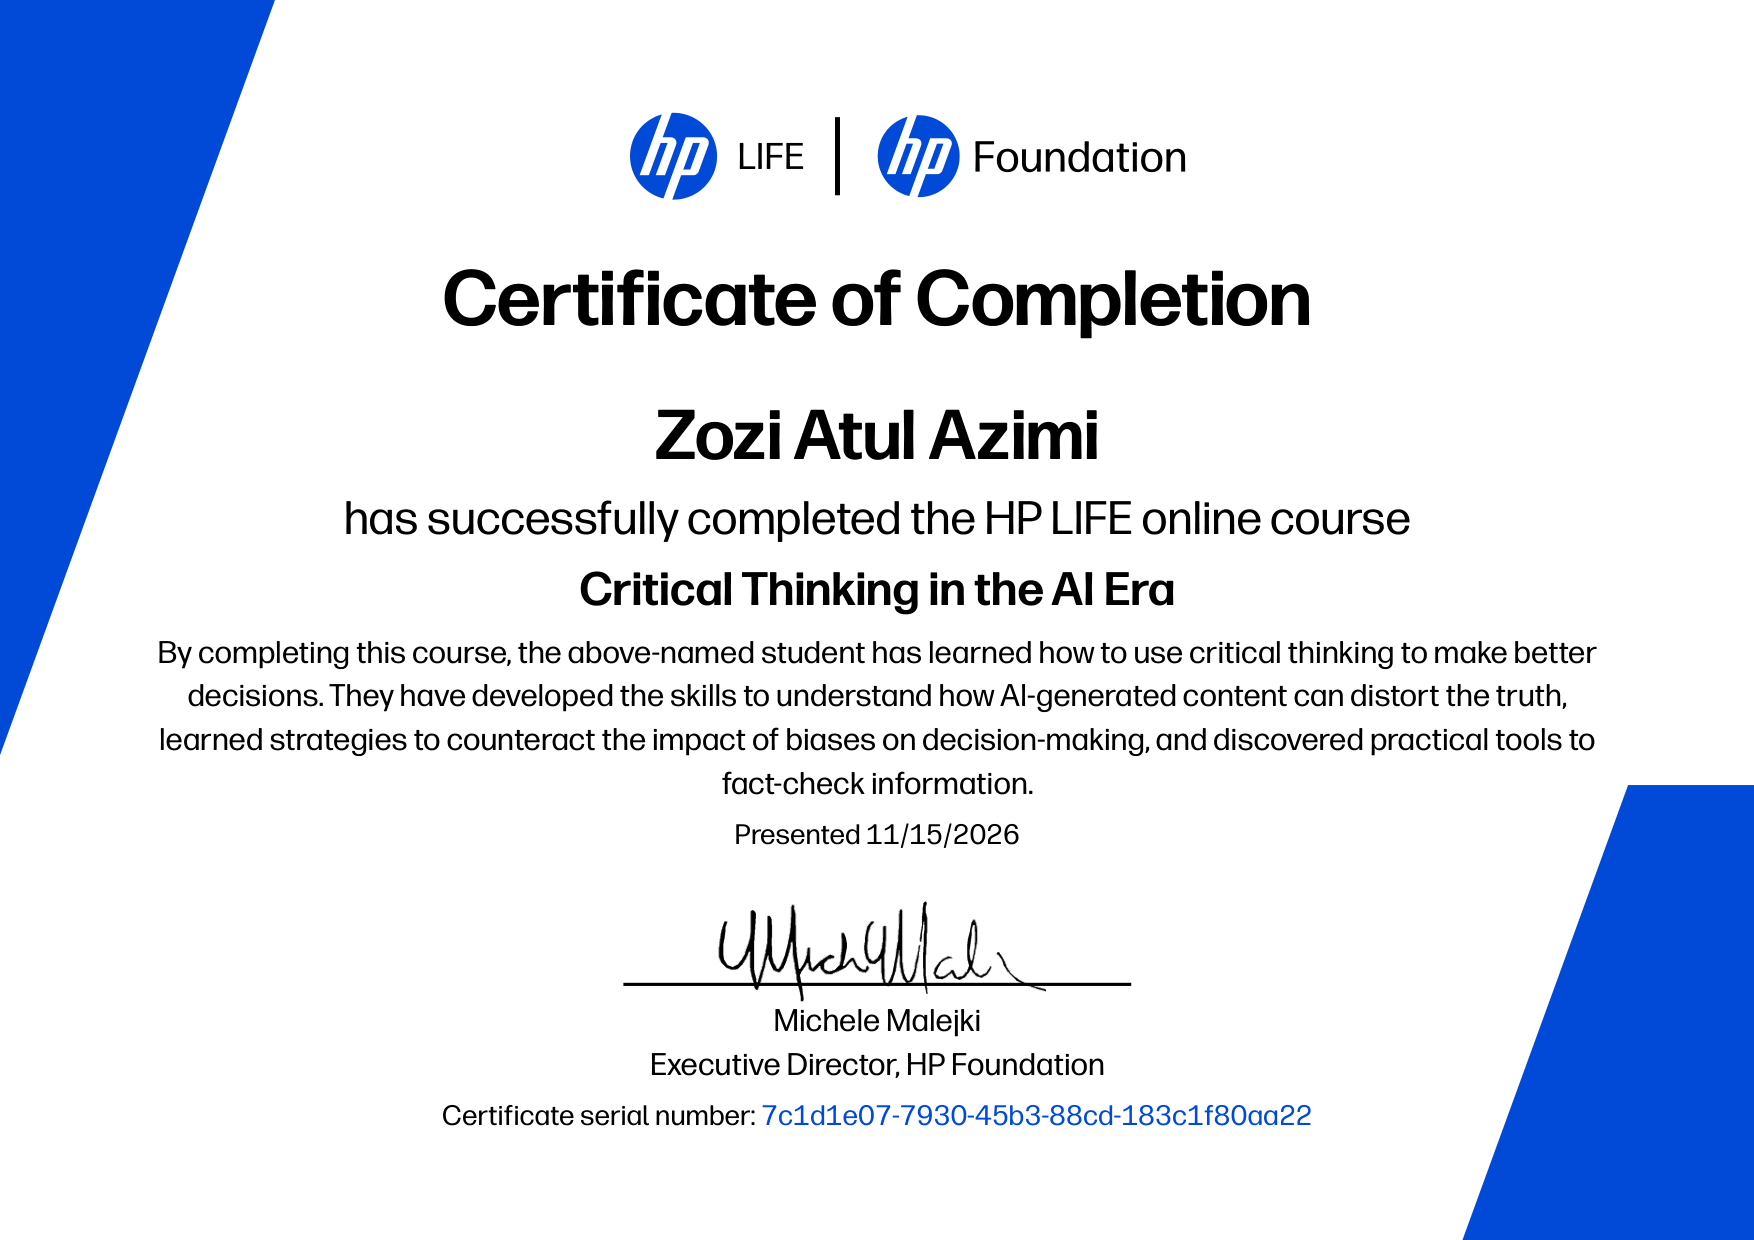 hp LIFE | hp Foundation
Certificate of Completion
Zozi Atul Azimi
has successfully completed the HP LIFE online course
Critical Thinking in the AI Era
By completing this course, the above-named student has learned how to use critical thinking to make better
decisions. They have developed the skills to understand how AI-generated content can distort the truth,
learned strategies to counteract the impact of biases on decision-making, and discovered practical tools to
fact-check information.
Presented 11/15/2026
Michele Malejki
Executive Director, HP Foundation
Certificate serial number: 7c1d1e07-7930-45b3-88cd-183c1f80aa22